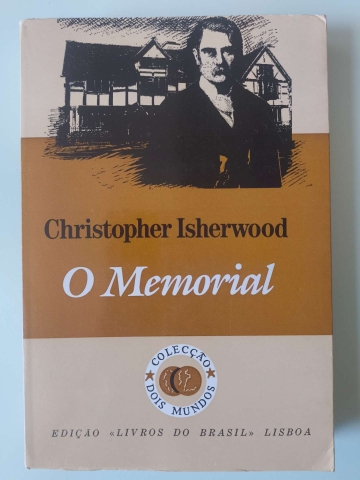 Christopher Isherwood
O Memorial
COLECÇÃO
DOIS MUNDOS
EDIÇÃO «LIVROS DO BRASIL» LISBOA